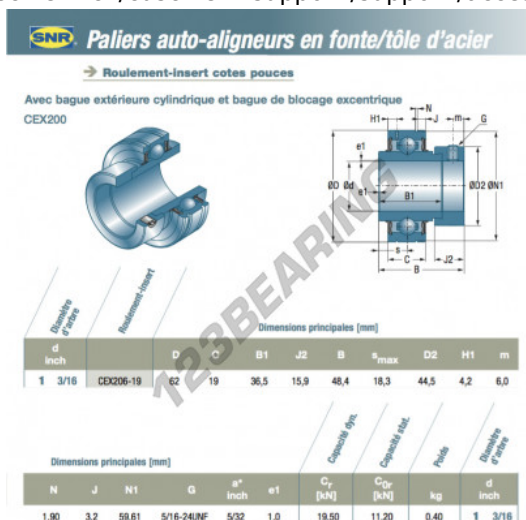 SNR Paliers auto-aligneurs en fonte/tôle d'acier
Roulement-insert cotes pouces
Avec bague extérieure cylindrique et bague de blocage excentrique
CEX200
N
H1 J m G
e1
ØD Ød e1 B1 ØD2 ØN1
s
C J2
B
123BEARING
Diamètre d'arbre
Roulement-insert
Dimensions principales [mm]
d inch D C B1 J2 B smax D2 H1 m
1 3/16 CEX206-19 62 19 36,5 15,9 48,4 18,3 44,5 4,2 6,0
Capacité dyn.
Capacité stat.
Poids
Diamètre d'arbre
Dimensions principales [mm]
N J N1 G a* inch e1 Cr [kN] C0r [kN] kg d inch
1,90 3,2 59,61 5/16-24UNF 5/32 1,0 19,50 11,20 0,40 1 3/16